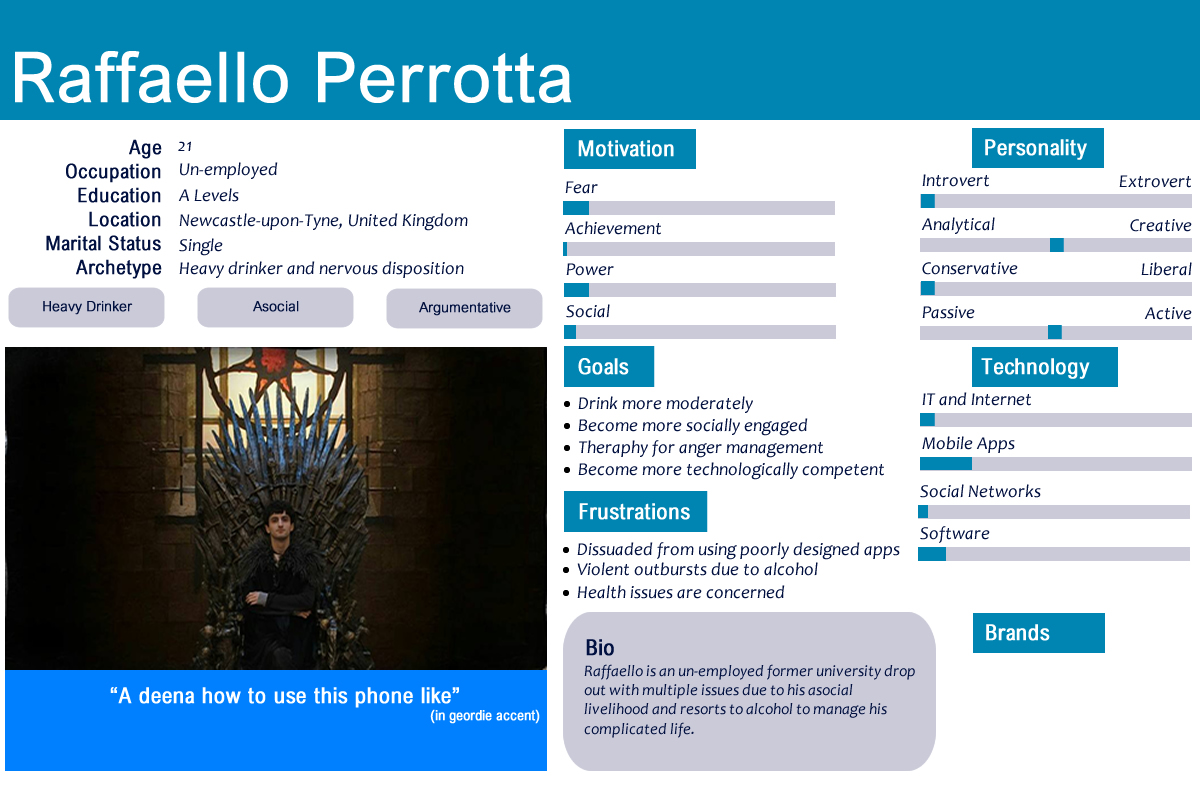 Raffaello Perrotta
Age 21
Occupation Un-employed
Education A Levels
Location Newcastle-upon-Tyne, United Kingdom
Marital Status Single
Archetype Heavy drinker and nervous disposition
Heavy Drinker Asocial Argumentative
“A deena how to use this phone like”
(in geordie accent)
Motivation
Fear
Achievement
Power
Social
Goals
• Drink more moderately
• Become more socially engaged
• Theraphy for anger management
• Become more technologically competent
Frustrations
• Dissuaded from using poorly designed apps
• Violent outbursts due to alcohol
• Health issues are concerned
Bio
Raffaello is an un-employed former university drop
out with multiple issues due to his asocial
livelihood and resorts to alcohol to manage his
complicated life.
Personality
Introvert Extrovert
Analytical Creative
Conservative Liberal
Passive Active
Technology
IT and Internet
Mobile Apps
Social Networks
Software
Brands